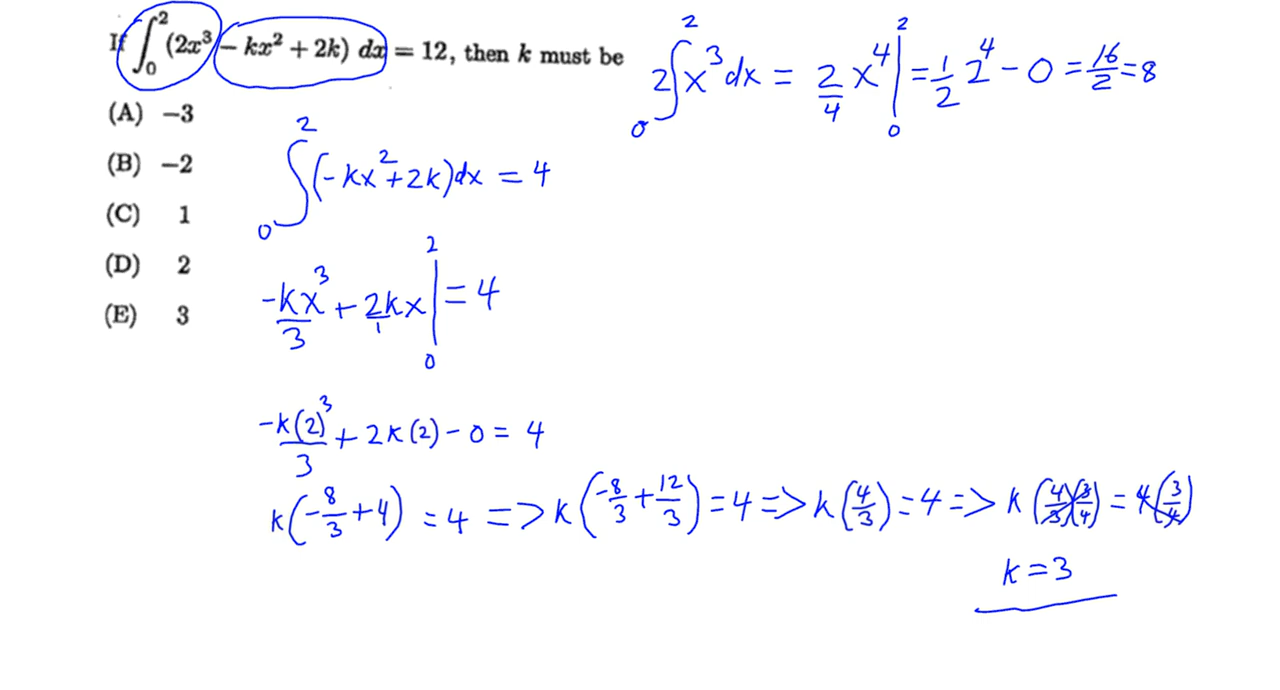 If ∫₀² (2x³ − kx² + 2k) dx = 12, then k must be
(A) −3
(B) −2
(C) 1
(D) 2
(E) 3
2∫₀² x³dx = 2/4 x⁴|₀² = 1/2 2⁴ − 0 = 16/2 = 8
∫₀² (−kx² + 2k)dx = 4
−kx³/3 + 2kx/1 |₀² = 4
−k(2)³/3 + 2k(2) − 0 = 4
k(−8/3 + 4) = 4 => k(−8/3 + 12/3) = 4 => k(4/3) = 4 => k(4/3)(3/4) = 4(3/4)
k = 3